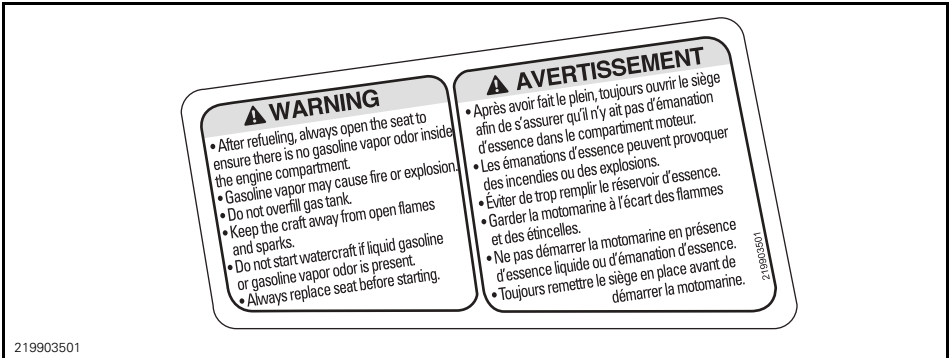 WARNING
• After refueling, always open the seat to
ensure there is no gasoline vapor odor inside
the engine compartment.
• Gasoline vapor may cause fire or explosion.
• Do not overfill gas tank.
• Keep the craft away from open flames
and sparks.
• Do not start watercraft if liquid gasoline
or gasoline vapor odor is present.
• Always replace seat before starting.
AVERTISSEMENT
• Après avoir fait le plein, toujours ouvrir le siège
afin de s'assurer qu'il n'y ait pas d'émanation
d'essence dans le compartiment moteur.
• Les émanations d'essence peuvent provoquer
des incendies ou des explosions.
• Éviter de trop remplir le réservoir d'essence.
• Garder la motomarine à l'écart des flammes
et des étincelles.
• Ne pas démarrer la motomarine en présence
d'essence liquide ou d'émanation d'essence.
• Toujours remettre le siège en place avant de
démarrer la motomarine.
219903501
219903501